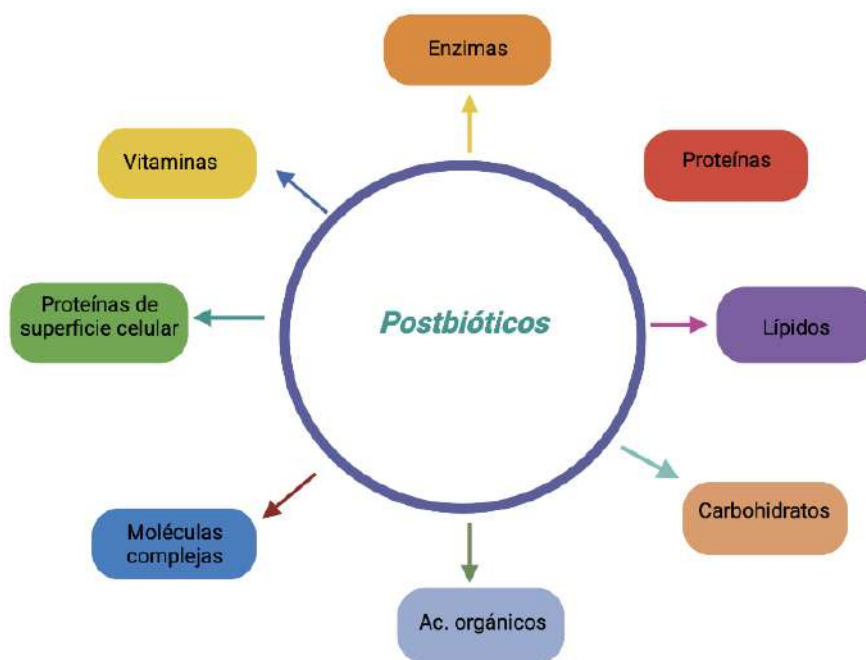 Enzimas
Vitaminas
Proteínas
Proteínas de
superficie celular
Postbióticos
Lípidos
Moléculas
complejas
Carbohidratos
Ac. orgánicos